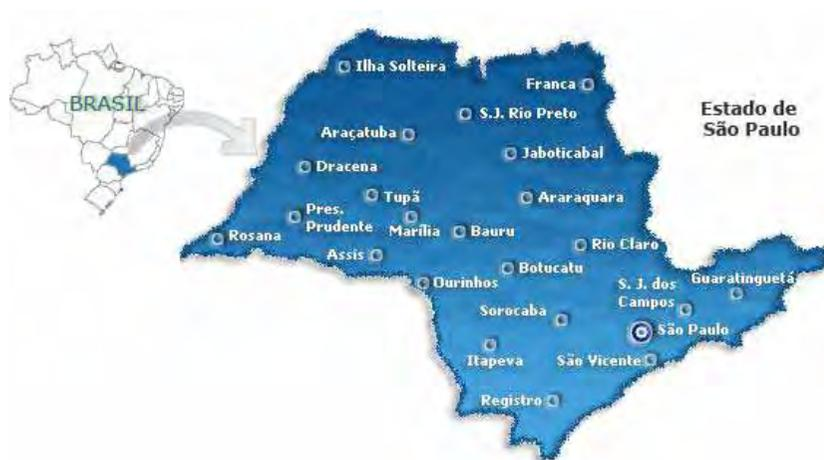 BRASIL
Estado de
São Paulo
Ilha Solteira
Franca
S.J. Rio Preto
Araçatuba
Jaboticabal
Dracena
Tupã
Araraquara
Pres.
Prudente
Marília
Bauru
Rosana
Rio Claro
Assis
Botucatu
Ourinhos
S. J. dos
Campos
Guaratinguetá
Sorocaba
São Paulo
Itapeva
São Vicente
Registro